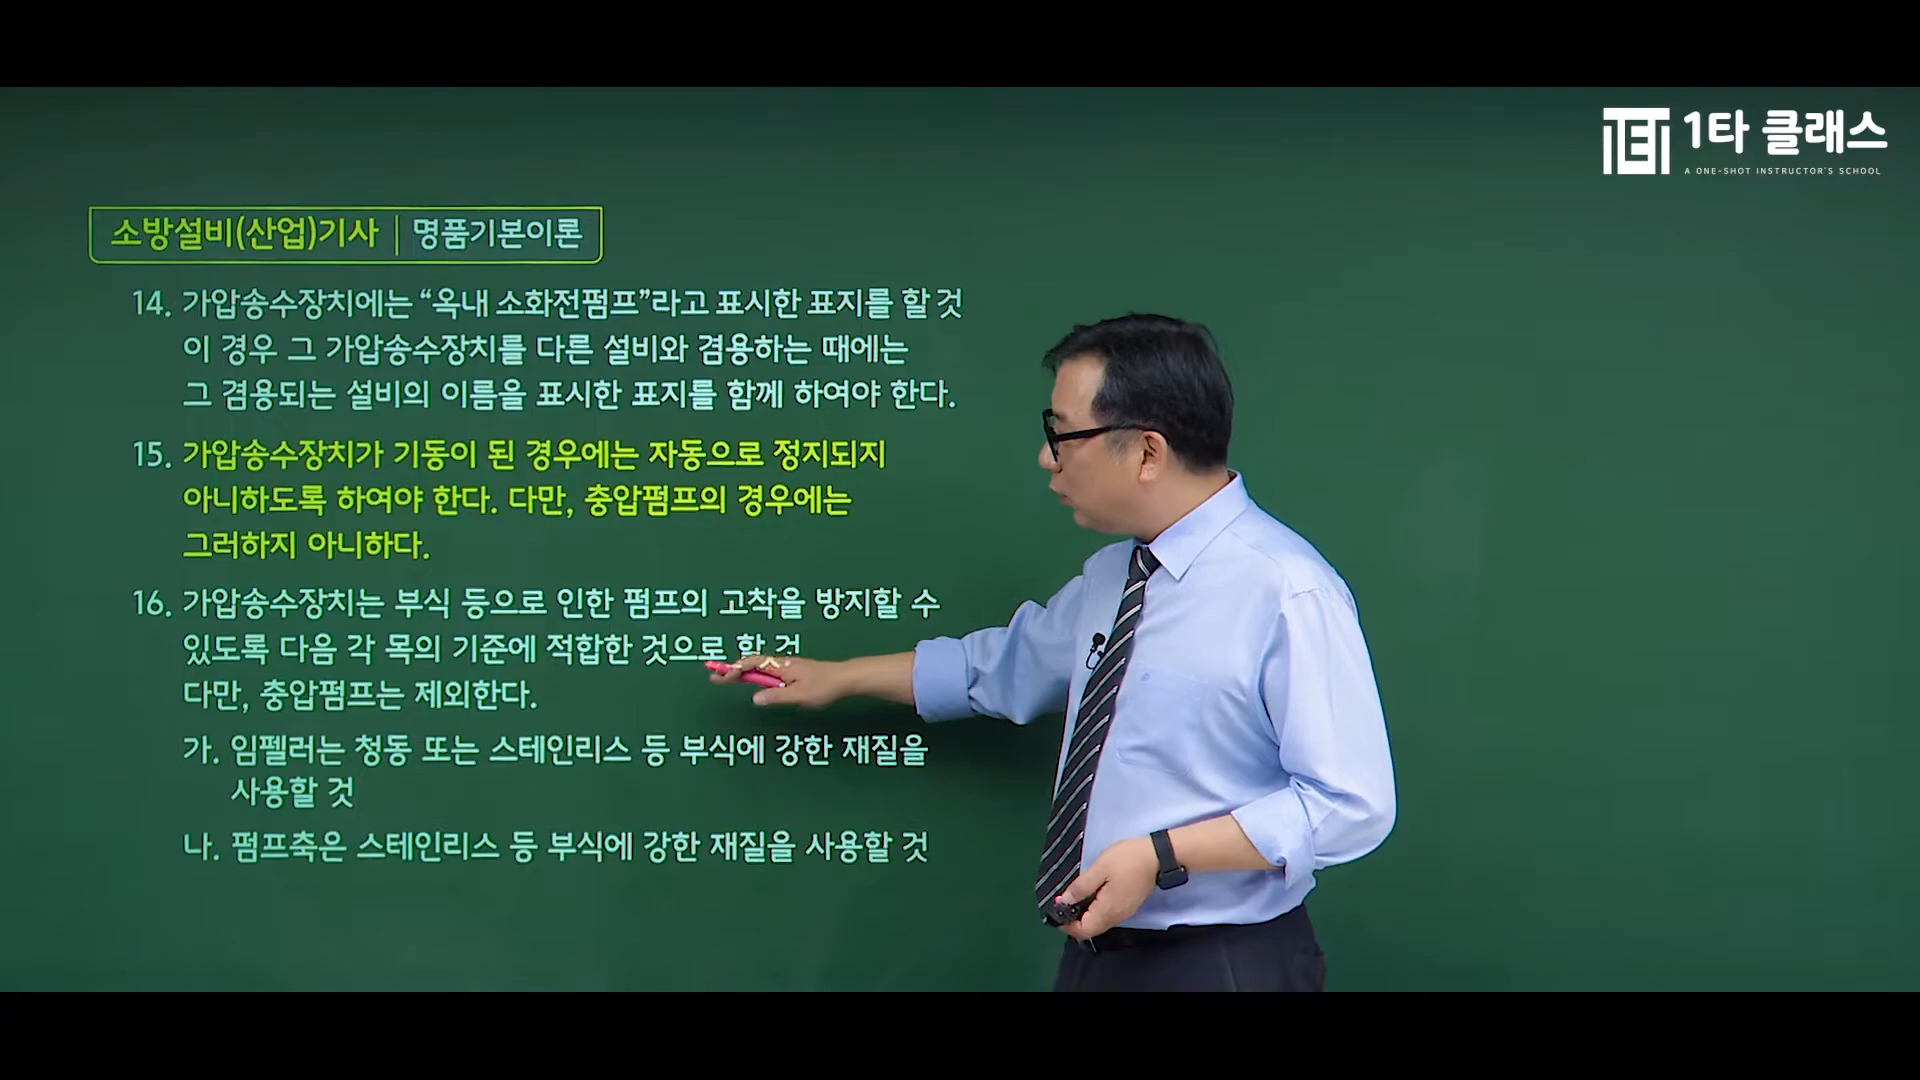 1타 클래스
A ONE-SHOT INSTRUCTOR'S SCHOOL
소방설비(산업)기사 | 명품기본이론
14. 가압송수장치에는 “옥내 소화전펌프”라고 표시한 표지를 할 것
이 경우 그 가압송수장치를 다른 설비와 겸용하는 때에는
그 겸용되는 설비의 이름을 표시한 표지를 함께 하여야 한다.
15. 가압송수장치가 기동이 된 경우에는 자동으로 정지되지
아니하도록 하여야 한다. 다만, 충압펌프의 경우에는
그러하지 아니하다.
16. 가압송수장치는 부식 등으로 인한 펌프의 고착을 방지할 수
있도록 다음 각 목의 기준에 적합한 것으로 할 것
다만, 충압펌프는 제외한다.
가. 임펠러는 청동 또는 스테인리스 등 부식에 강한 재질을
사용할 것
나. 펌프축은 스테인리스 등 부식에 강한 재질을 사용할 것